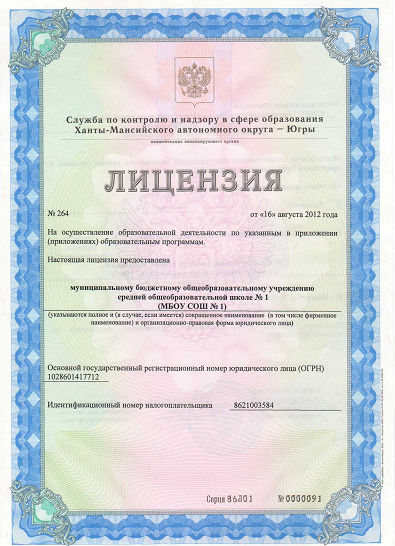 Служба по контролю и надзору в сфере образования
Ханты-Мансийского автономного округа – Югры
наименование лицензирующего органа
ЛИЦЕНЗИЯ
№ 264 от «16» августа 2012 года
На осуществление образовательной деятельности по указанным в приложении
(приложениях) образовательным программам.
Настоящая лицензия предоставлена
муниципальному бюджетному общеобразовательному учреждению
средней общеобразовательной школе № 1
(МБОУ СОШ № 1)
(указываются полное и (в случае, если имеется) сокращенное наименование (в том числе фирменное
наименование) и организационно-правовая форма юридического лица)
Основной государственный регистрационный номер юридического лица (ОГРН)
1028601417712
Идентификационный номер налогоплательщика 8621003584
Серия 86Л01 № 0000091